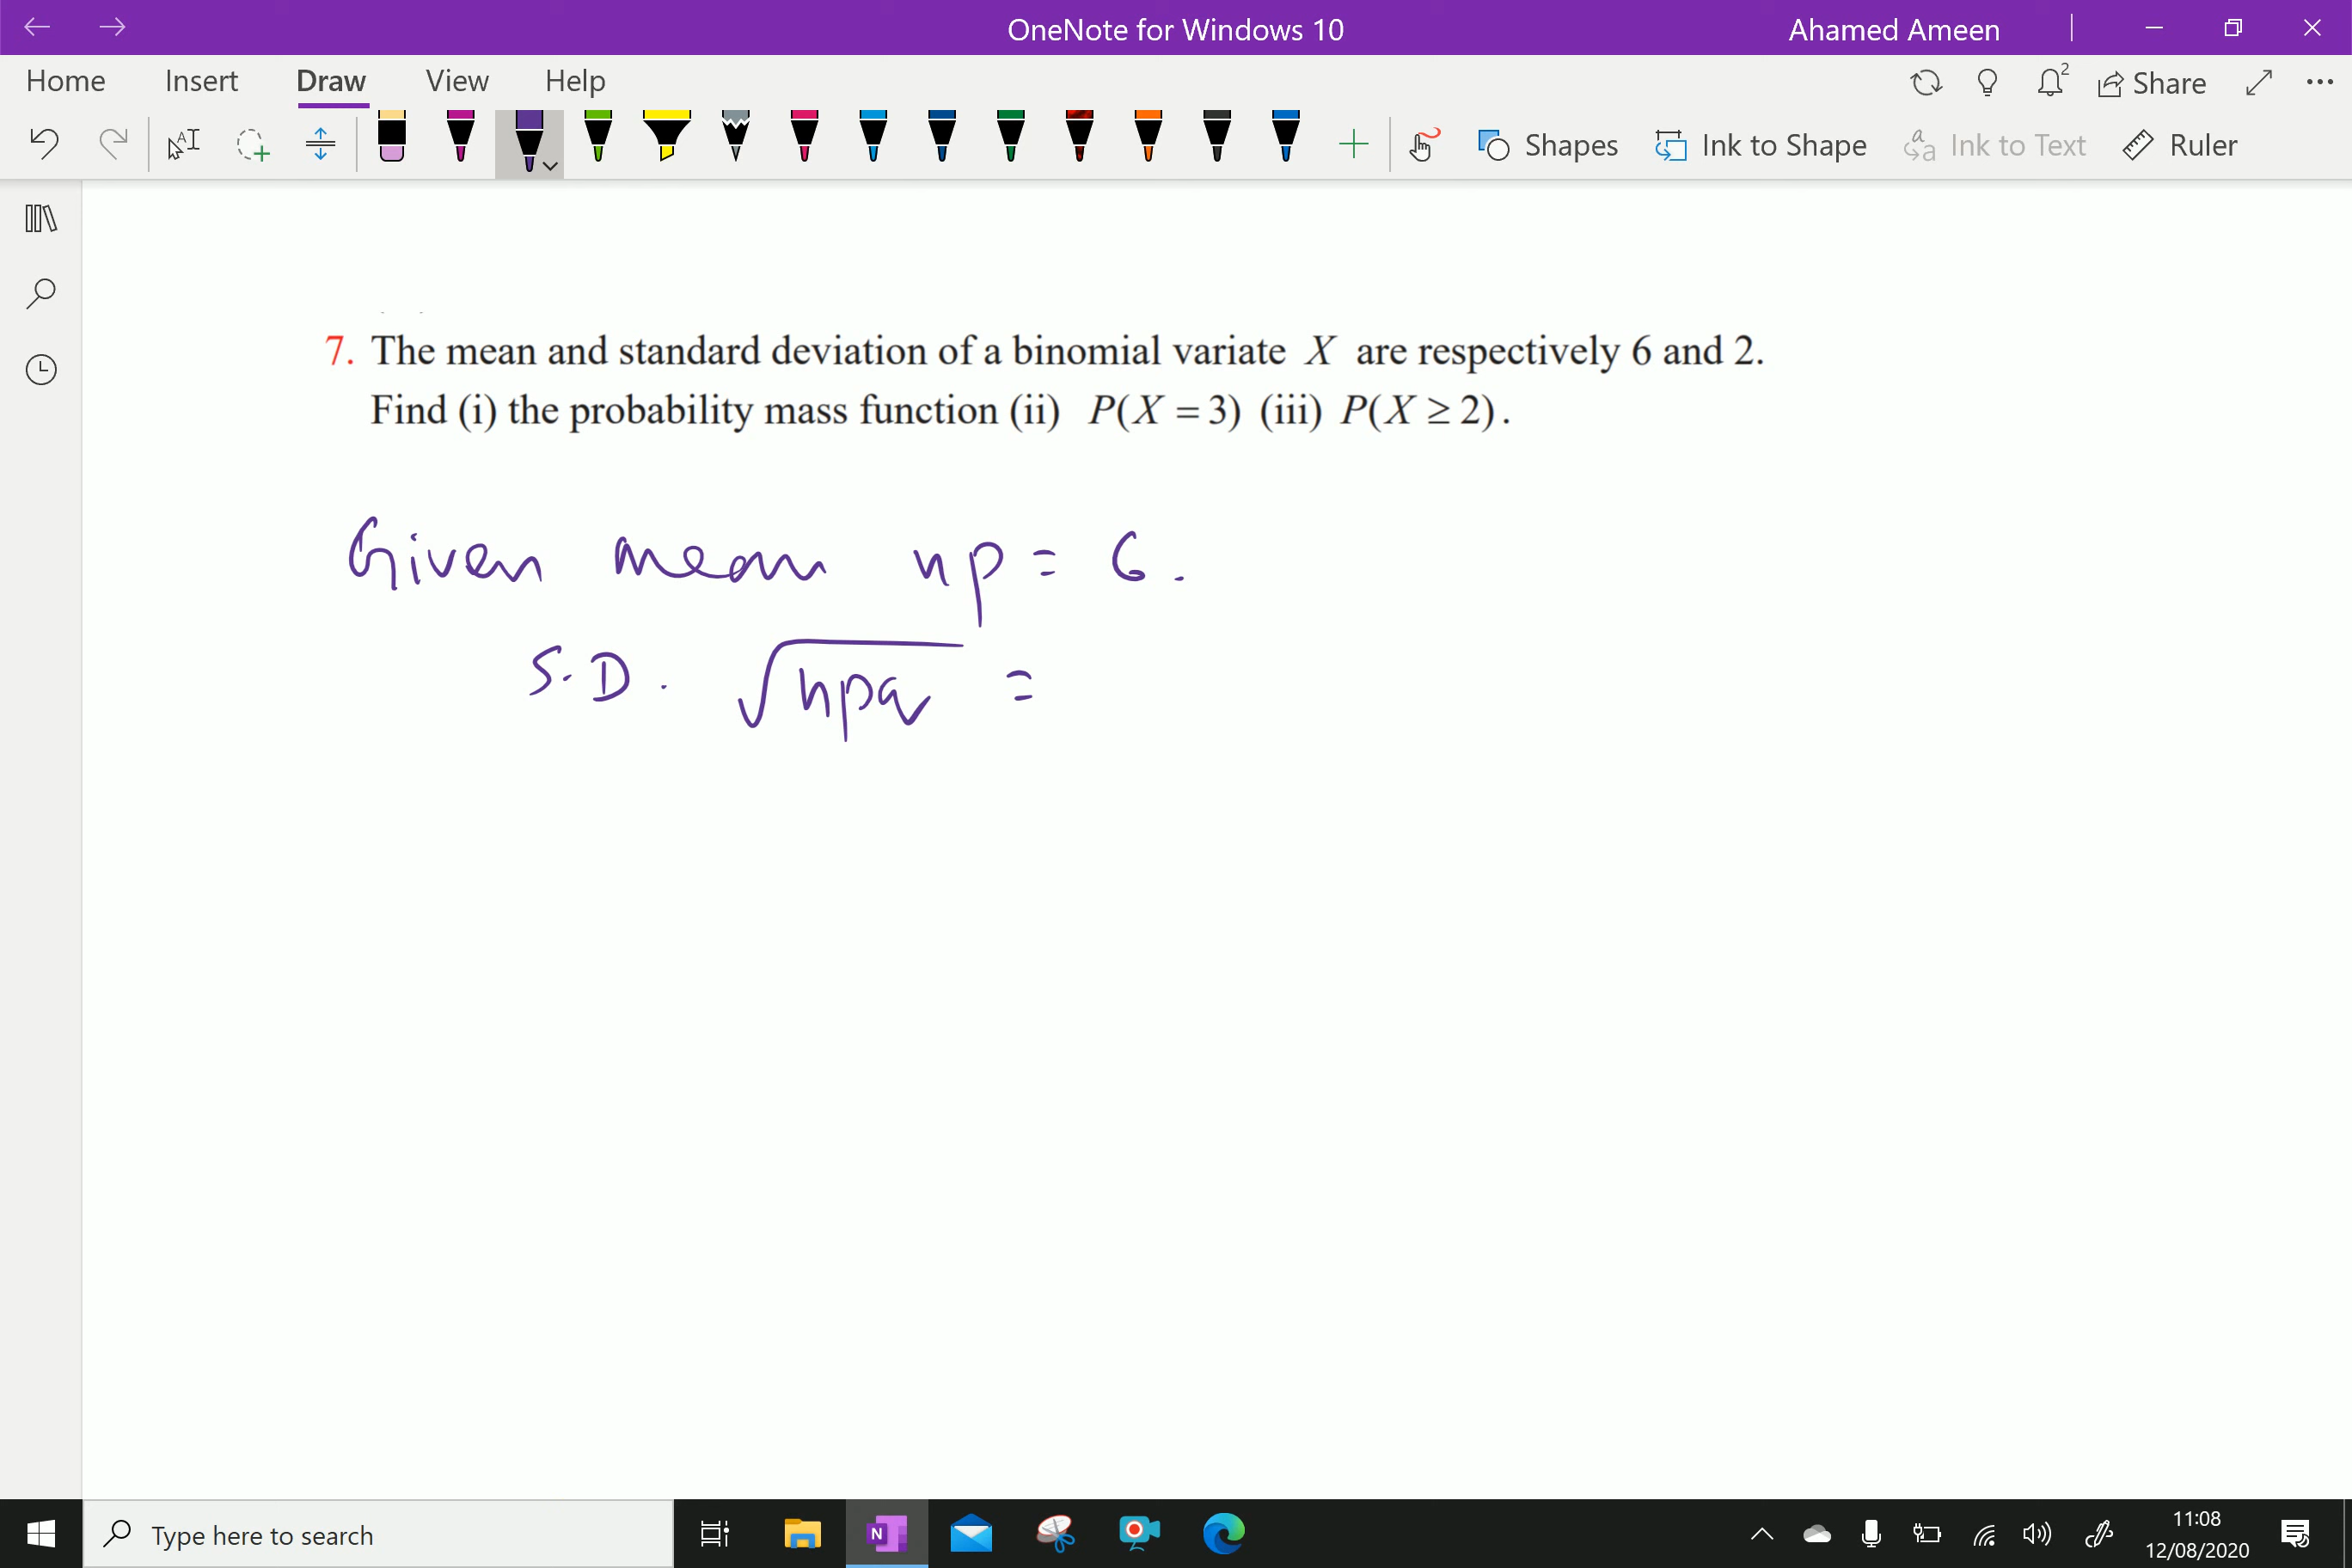 OneNote for Windows 10
Ahamed Ameen
Home Insert Draw View Help
2 Share
Shapes Ink to Shape Ink to Text Ruler
7. The mean and standard deviation of a binomial variate X are respectively 6 and 2.
Find (i) the probability mass function (ii) P(X = 3) (iii) P(X ≥ 2).
Given mean np = 6.
S.D. √npq =
Type here to search
11:08
12/08/2020